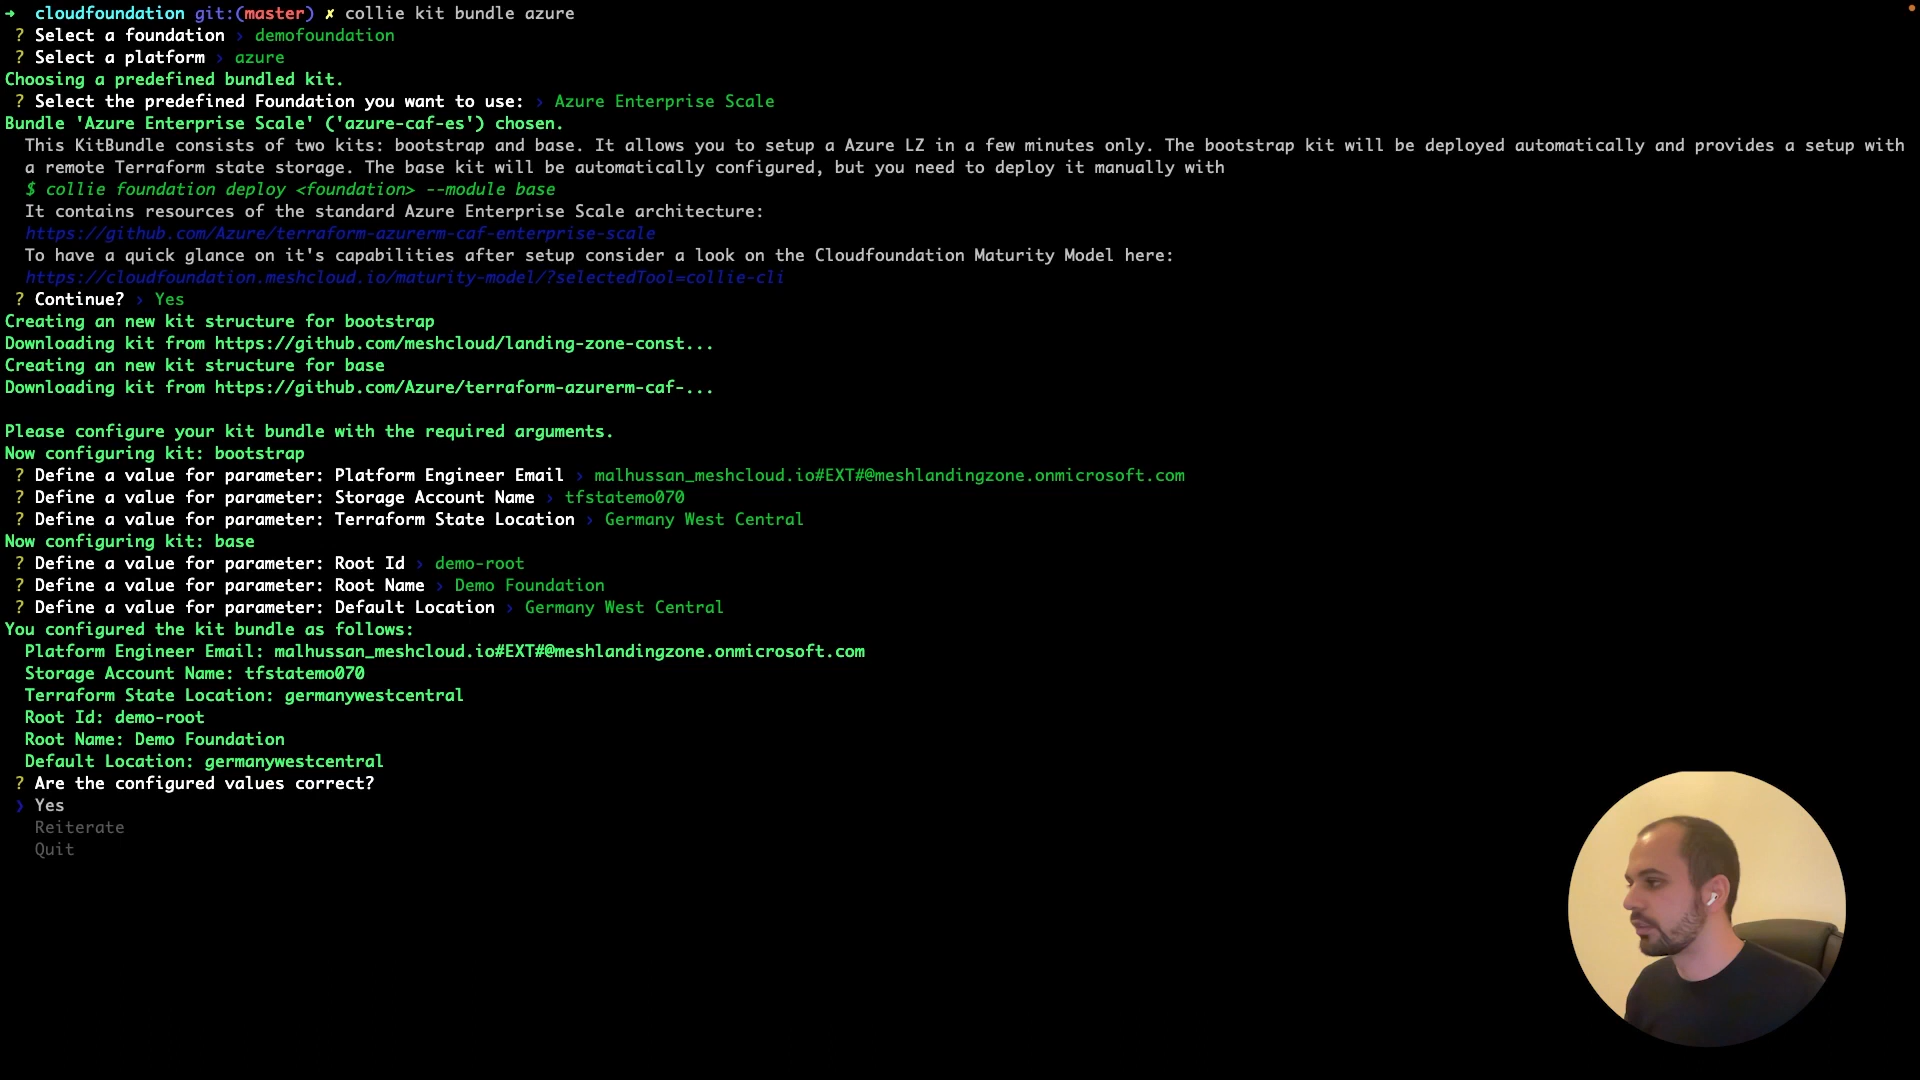 ➜  cloudfoundation git:(master) ✗ collie kit bundle azure
? Select a foundation › demofoundation
? Select a platform › azure
Choosing a predefined bundled kit.
? Select the predefined Foundation you want to use: › Azure Enterprise Scale
Bundle 'Azure Enterprise Scale' ('azure-caf-es') chosen.
This KitBundle consists of two kits: bootstrap and base. It allows you to setup a Azure LZ in a few minutes only. The bootstrap kit will be deployed automatically and provides a setup with
a remote Terraform state storage. The base kit will be automatically configured, but you need to deploy it manually with
$ collie foundation deploy <foundation> --module base
It contains resources of the standard Azure Enterprise Scale architecture:
https://github.com/Azure/terraform-azurerm-caf-enterprise-scale
To have a quick glance on it's capabilities after setup consider a look on the Cloudfoundation Maturity Model here:
https://cloudfoundation.meshcloud.io/maturity-model/?selectedTool=collie-cli
? Continue? › Yes
Creating an new kit structure for bootstrap
Downloading kit from https://github.com/meshcloud/landing-zone-const...
Creating an new kit structure for base
Downloading kit from https://github.com/Azure/terraform-azurerm-caf-...
Please configure your kit bundle with the required arguments.
Now configuring kit: bootstrap
? Define a value for parameter: Platform Engineer Email › malhussan_meshcloud.io#EXT#@meshlandingzone.onmicrosoft.com
? Define a value for parameter: Storage Account Name › tfstatemo070
? Define a value for parameter: Terraform State Location › Germany West Central
Now configuring kit: base
? Define a value for parameter: Root Id › demo-root
? Define a value for parameter: Root Name › Demo Foundation
? Define a value for parameter: Default Location › Germany West Central
You configured the kit bundle as follows:
Platform Engineer Email: malhussan_meshcloud.io#EXT#@meshlandingzone.onmicrosoft.com
Storage Account Name: tfstatemo070
Terraform State Location: germanywestcentral
Root Id: demo-root
Root Name: Demo Foundation
Default Location: germanywestcentral
? Are the configured values correct?
❯ Yes
Reiterate
Quit